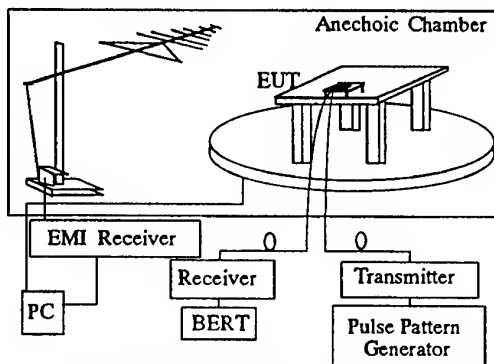 Anechoic Chamber
EUT
EMI Receiver
Receiver
Transmitter
PC
BERT
Pulse Pattern
Generator